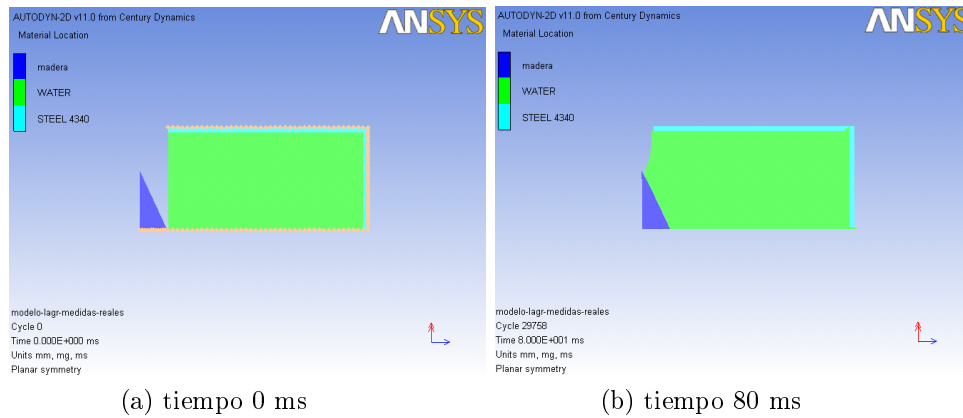 AUTODYN-2D v11.0 from Century Dynamics
ANSYS
Material Location
madera
WATER
STEEL 4340
modelo-lagr-medidas-reales
Cycle 0
Time 0.000E+000 ms
Units mm, mg, ms
Planar symmetry
(a) tiempo 0 ms
AUTODYN-2D v11.0 from Century Dynamics
ANSYS
Material Location
madera
WATER
STEEL 4340
modelo-lagr-medidas-reales
Cycle 29758
Time 8.000E+001 ms
Units mm, mg, ms
Planar symmetry
(b) tiempo 80 ms